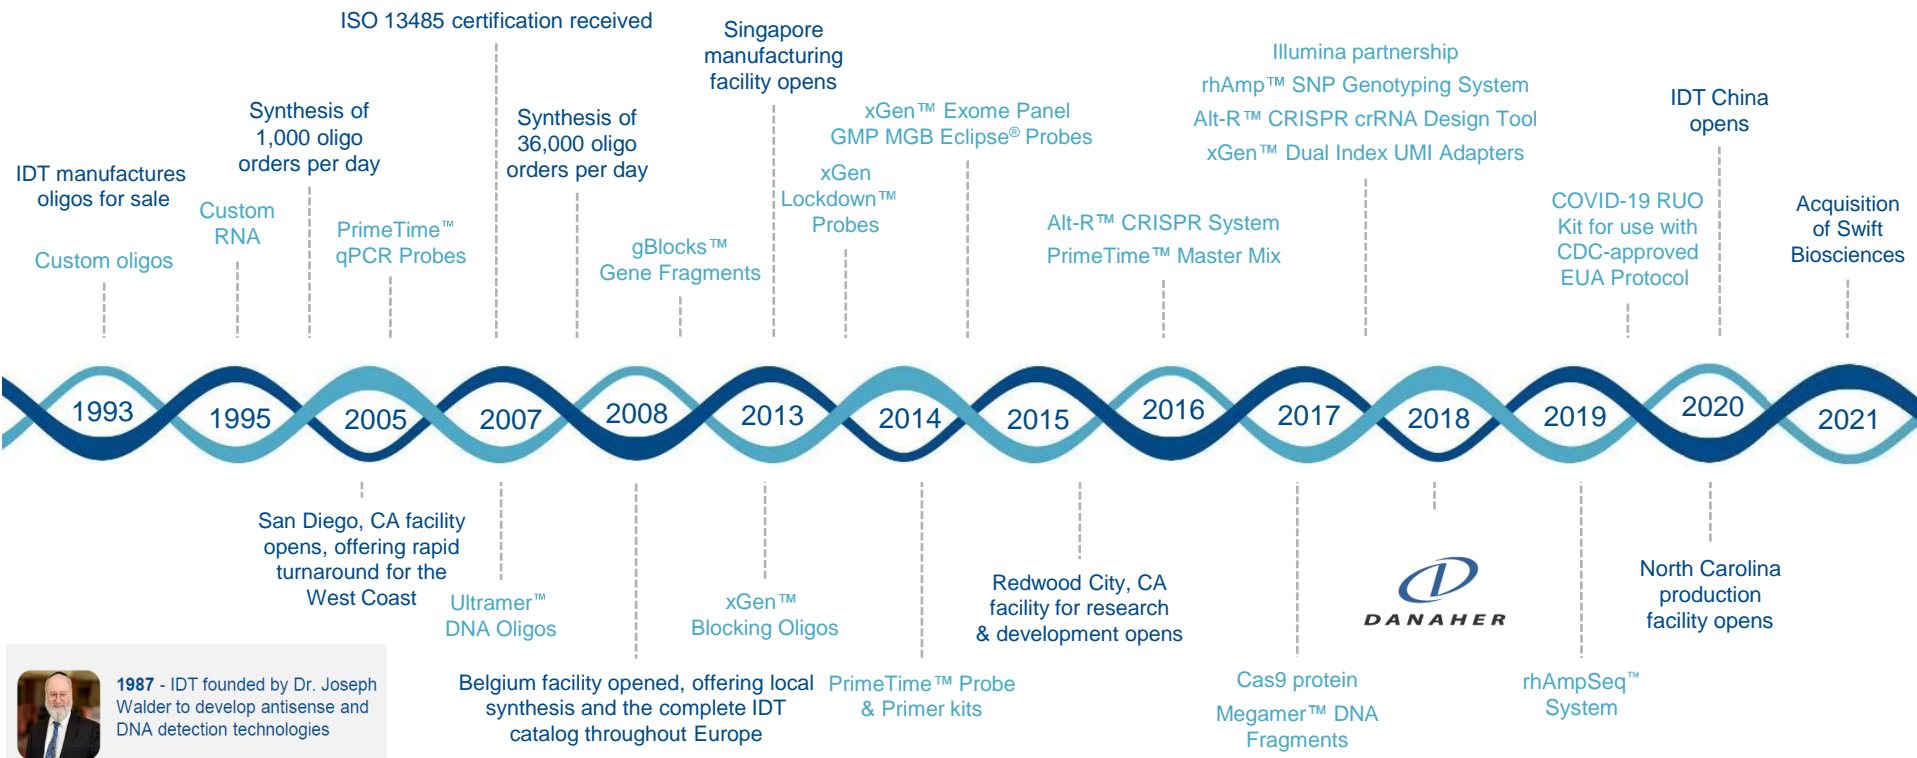 ISO 13485 certification received
Singapore
manufacturing
facility opens
Illumina partnership
rhAmp™ SNP Genotyping System
Alt-R™ CRISPR crRNA Design Tool
xGen™ Dual Index UMI Adapters
Synthesis of
1,000 oligo
orders per day
Synthesis of
36,000 oligo
orders per day
xGen™ Exome Panel
GMP MGB Eclipse® Probes
IDT China
opens
IDT manufactures
oligos for sale
Custom oligos
Custom
RNA
PrimeTime™
qPCR Probes
gBlocks™
Gene Fragments
xGen
Lockdown™
Probes
Alt-R™ CRISPR System
PrimeTime™ Master Mix
COVID-19 RUO
Kit for use with
CDC-approved
EUA Protocol
Acquisition
of Swift
Biosciences
1993
1995
2005
2007
2008
2013
2014
2015
2016
2017
2018
2019
2020
2021
San Diego, CA facility
opens, offering rapid
turnaround for the
West Coast
Ultramer™
DNA Oligos
Belgium facility opened, offering local
synthesis and the complete IDT
catalog throughout Europe
xGen™
Blocking Oligos
PrimeTime™ Probe
& Primer kits
Redwood City, CA
facility for research
& development opens
Cas9 protein
Megamer™ DNA
Fragments
DANAHER
rhAmpSeq™
System
North Carolina
production
facility opens
1987 - IDT founded by Dr. Joseph
Walder to develop antisense and
DNA detection technologies